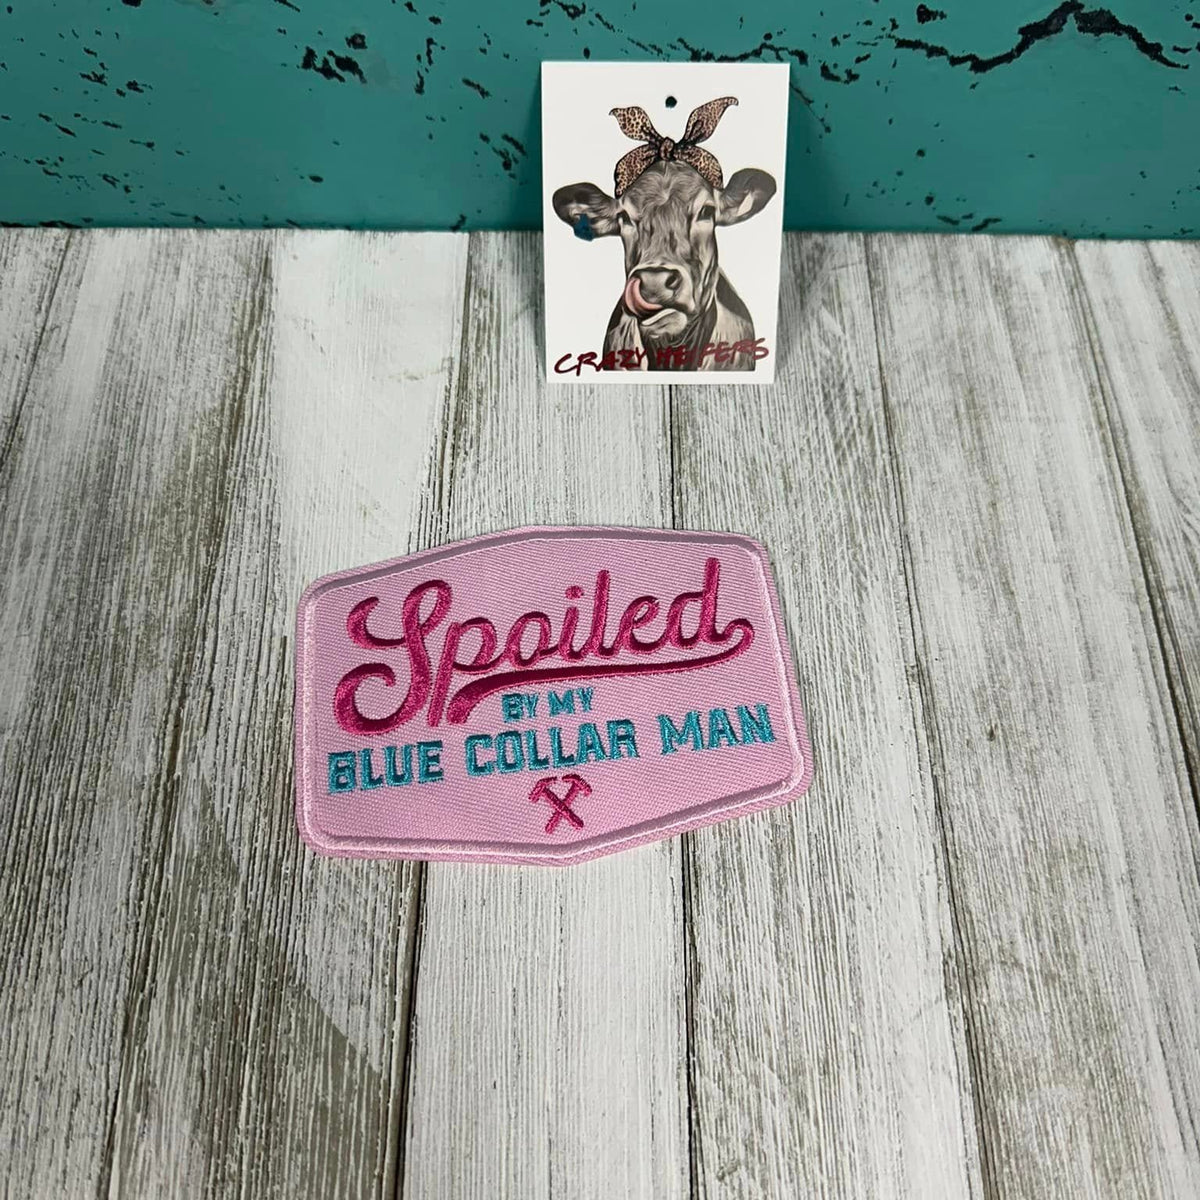 CRAZY HEIFERS
Spoiled
BY MY
BLUE COLLAR MAN